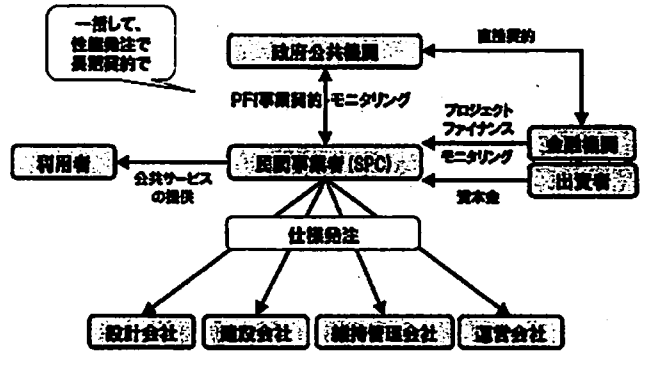 一括して、
性能発注で
長期契約で
政府公共機関
直接契約
PFI事業契約・モニタリング
プロジェクト
ファイナンス
金融機関
利用者
民間事業者(SPC)
モニタリング
公共サービス
の提供
資本金
出資者
仕様発注
設計会社
建設会社
維持管理会社
運営会社